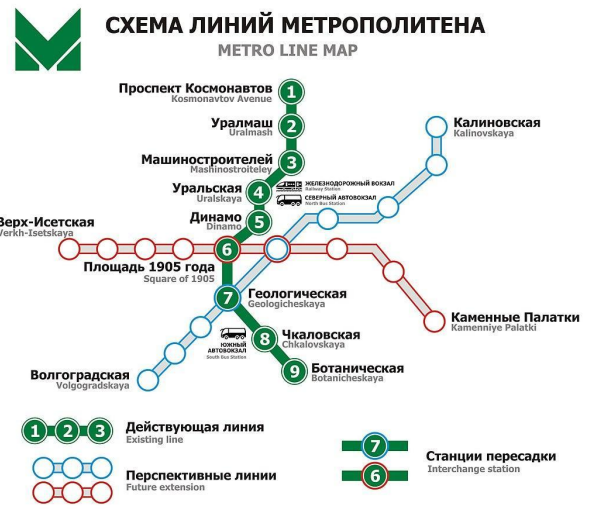 СХЕМА ЛИНИЙ МЕТРОПОЛИТЕНА
METRO LINE MAP
Проспект Космонавтов
Kosmonavtov Avenue
1
Уралмаш
Uralmash
2
Калиновская
Kalinovskaya
Машиностроителей
Mashinostroiteley
3
Уральская
Uralskaya
4
ЖЕЛЕЗНОДОРОЖНЫЙ ВОКЗАЛ
Railway Station
СЕВЕРНЫЙ АВТОВОКЗАЛ
North Bus Station
Динамо
Dinamo
5
Верх-Исетская
Verkh-Isetskaya
6
Площадь 1905 года
Square of 1905
7
Геологическая
Geologicheskaya
Каменные Палатки
Kamenniye Palatki
ЮЖНЫЙ
АВТОВОКЗАЛ
South Bus Station
8
Чкаловская
Chkalovskaya
9
Ботаническая
Botanicheskaya
Волгоградская
Volgogradskaya
1 2 3
Действующая линия
Existing line
Перспективные линии
Future extension
7
6
Станции пересадки
Interchange station